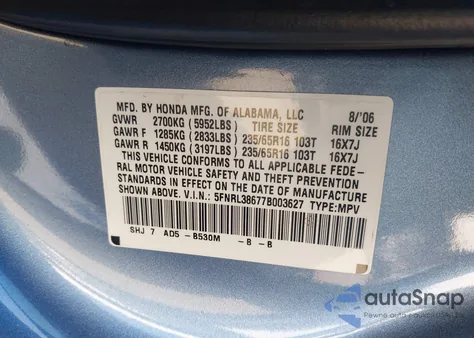 MFD. BY HONDA MFG. OF ALABAMA, LLC 8/'06
GVWR 2700KG (5952LBS) TIRE SIZE RIM SIZE
GAWR F 1285KG (2833LBS) 235/65R16 103T 16X7J
GAWR R 1450KG (3197LBS) 235/65R16 103T 16X7J
THIS VEHICLE CONFORMS TO ALL APPLICABLE FEDE-
RAL MOTOR VEHICLE SAFETY AND THEFT PREVENTION
STANDARDS IN EFFECT ON THE DATE OF MANUFACTURE
SHOWN ABOVE. V.I.N.: 5FNRL38677B003627 TYPE:MPV
SHJ 7 AD5 -B530M -B -B
autoSnap